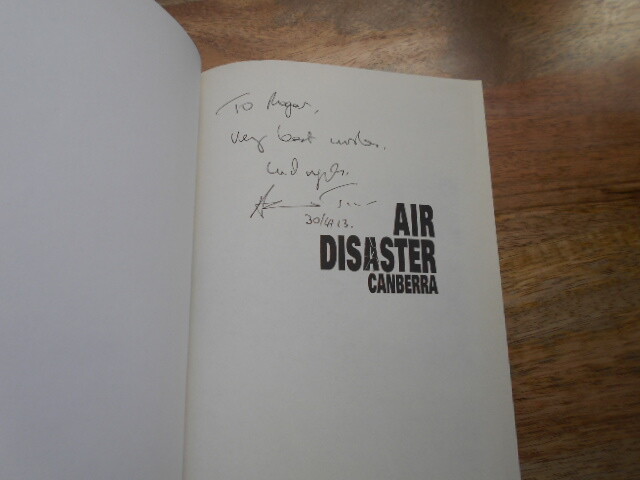 To Roger,
very best wishes.
30/4/13.
AIR
DISASTER
CANBERRA